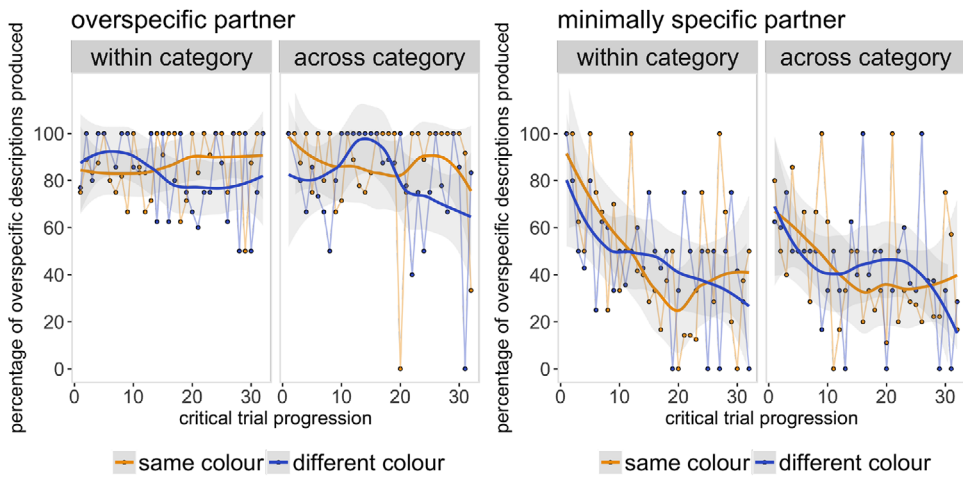 overspecific partner
minimally specific partner
within category
across category
within category
across category
percentage of overspecific descriptions produced
100
80
60
40
20
0
0
10
20
30
0
10
20
30
critical trial progression
percentage of overspecific descriptions produced
100
80
60
40
20
0
0
10
20
30
0
10
20
30
critical trial progression
same colour different colour
same colour different colour